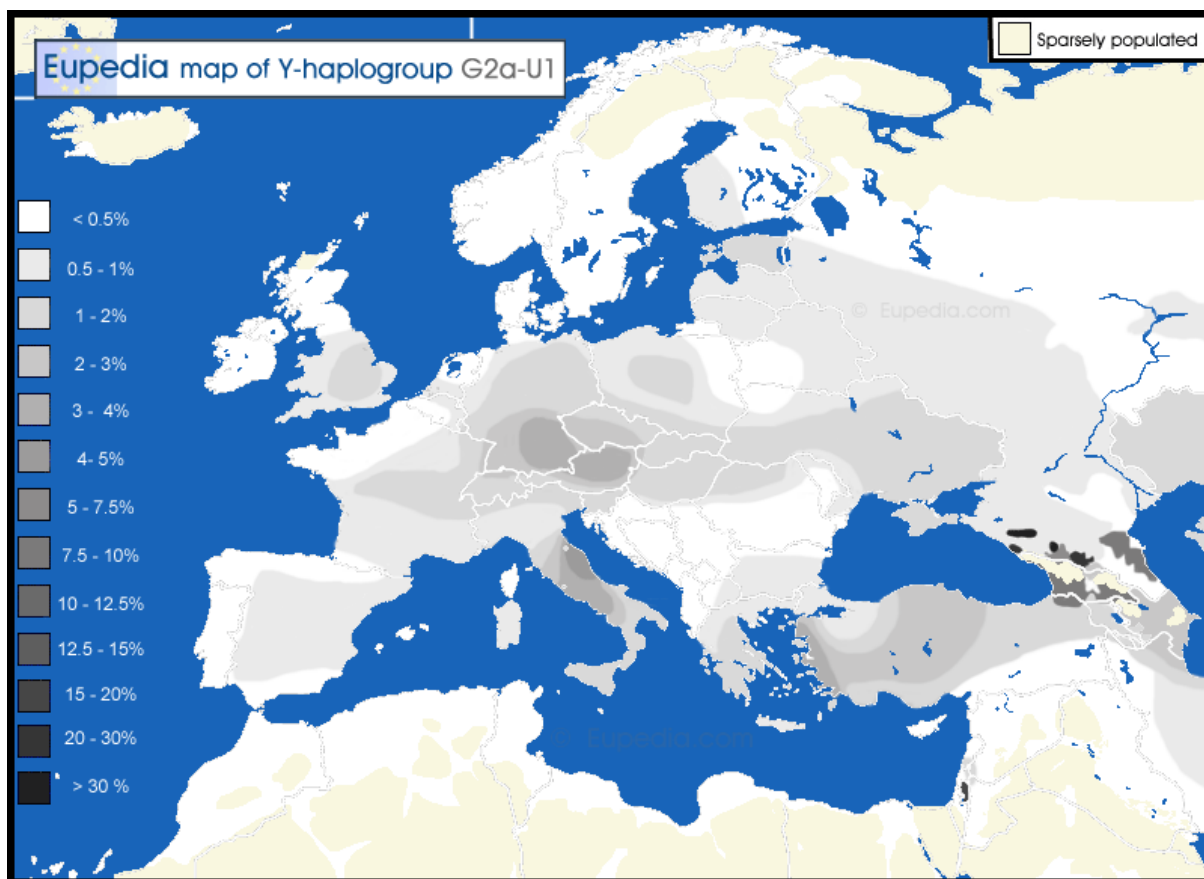 Eupedia map of Y-haplogroup G2a-U1
Sparsely populated
< 0.5%
0.5 - 1%
1 - 2%
2 - 3%
3 - 4%
4- 5%
5 - 7.5%
7.5 - 10%
10 - 12.5%
12.5 - 15%
15 - 20%
20 - 30%
> 30 %
© Eupedia.com
© Eupedia.com